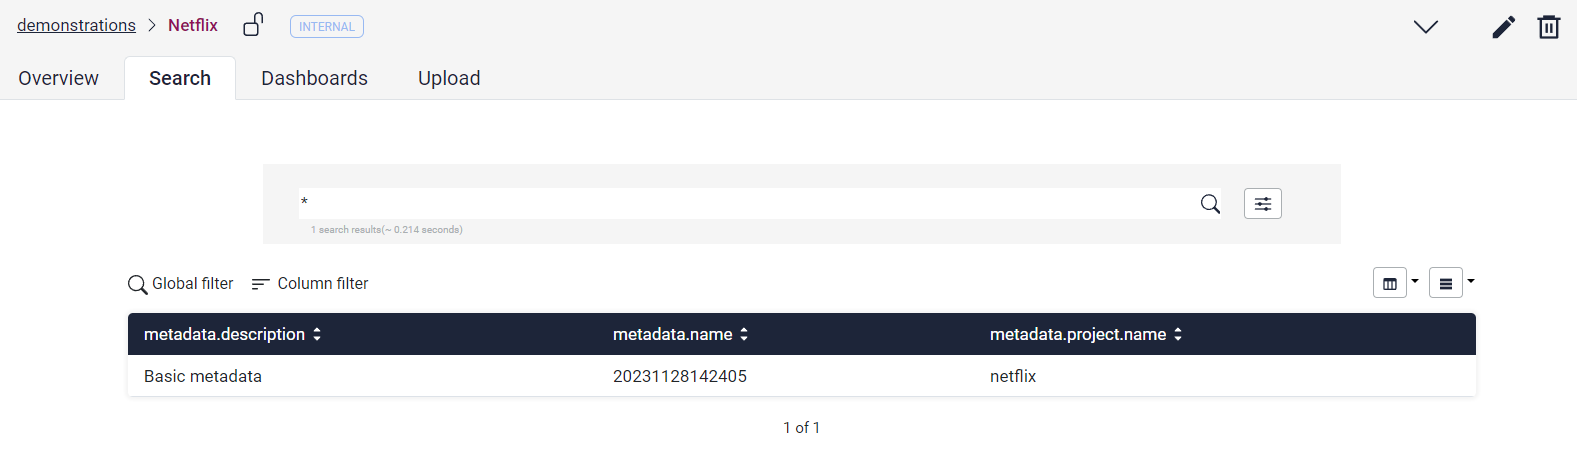 demonstrations > Netflix INTERNAL
Overview Search Dashboards Upload
*
1 search results(~ 0.214 seconds)
Global filter Column filter
metadata.description metadata.name metadata.project.name
Basic metadata 20231128142405 netflix
1 of 1